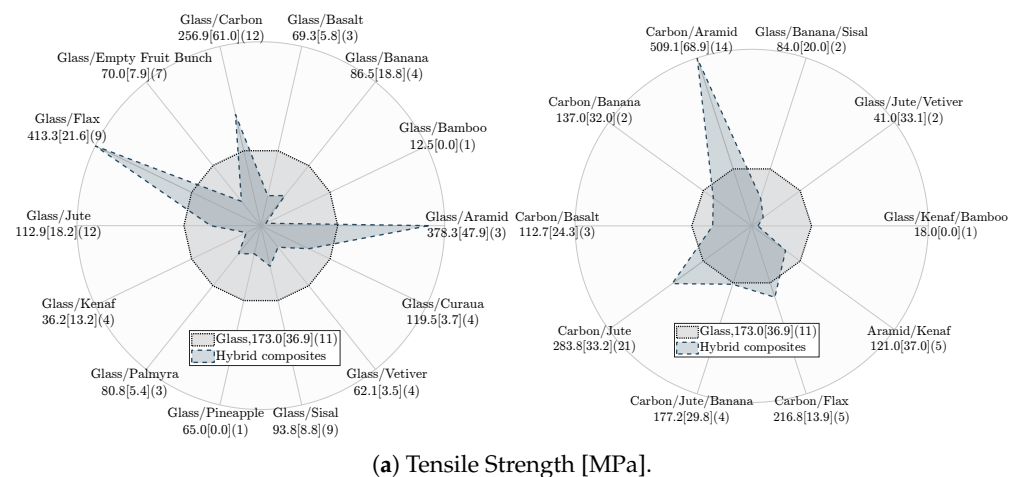 Glass/Carbon
256.9[61.0](12)
Glass/Basalt
69.3[5.8](3)
Glass/Empty Fruit Bunch
70.0[7.9](7)
Glass/Banana
86.5[18.8](4)
Glass/Flax
413.3[21.6](9)
Glass/Bamboo
12.5[0.0](1)
Glass/Jute
112.9[18.2](12)
Glass/Aramid
378.3[47.9](3)
Glass/Kenaf
36.2[13.2](4)
Glass/Curaua
119.5[3.7](4)
Glass,173.0[36.9](11)
Hybrid composites
Glass/Palmyra
80.8[5.4](3)
Glass/Vetiver
62.1[3.5](4)
Glass/Pineapple
65.0[0.0](1)
Glass/Sisal
93.8[8.8](9)
Carbon/Aramid
509.1[68.9](14)
Glass/Banana/Sisal
84.0[20.0](2)
Carbon/Banana
137.0[32.0](2)
Glass/Jute/Vetiver
41.0[33.1](2)
Carbon/Basalt
112.7[24.3](3)
Glass/Kenaf/Bamboo
18.0[0.0](1)
Carbon/Jute
283.8[33.2](21)
Glass,173.0[36.9](11)
Hybrid composites
Aramid/Kenaf
121.0[37.0](5)
Carbon/Jute/Banana
177.2[29.8](4)
Carbon/Flax
216.8[13.9](5)
(a) Tensile Strength [MPa].